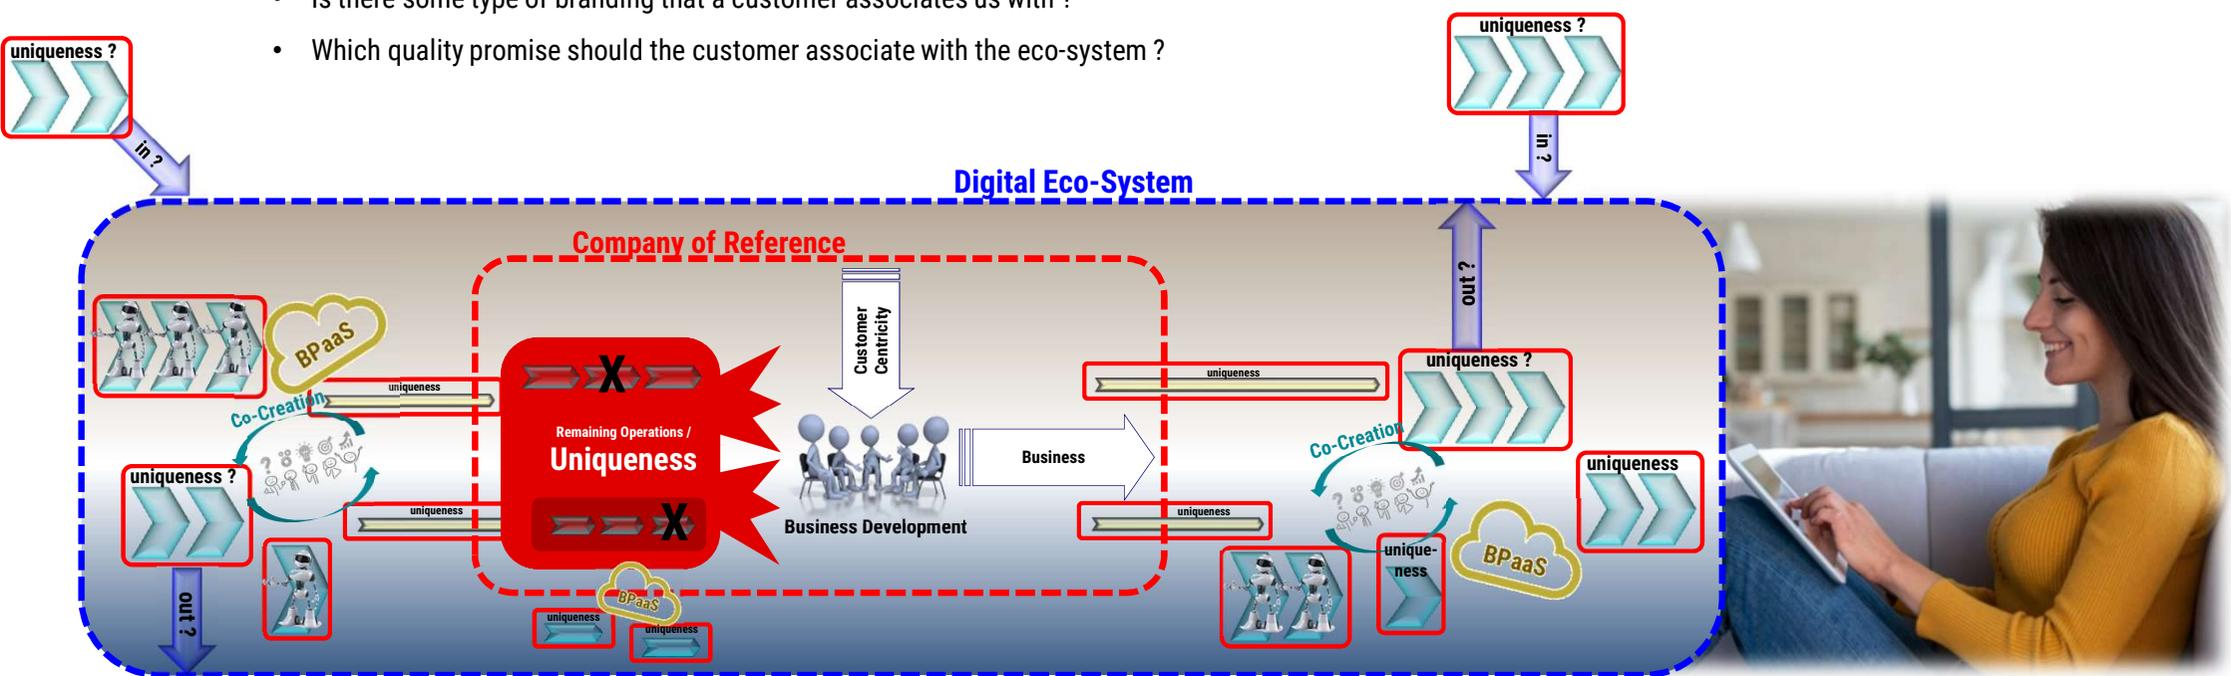 • Is there some type of branding that a customer associates us with ?
• Which quality promise should the customer associate with the eco-system ?
uniqueness ?
in ?
uniqueness ?
in ?
Digital Eco-System
Company of Reference
out ?
Customer
Centricity
BPaaS
uniqueness
Co-Creation
uniqueness ?
out ?
uniqueness
Remaining Operations /
Uniqueness
X
X
Business Development
Business
BPaaS
uniqueness
uniqueness
uniqueness
uniqueness ?
Co-Creation
uniqueness
uniqueness
unique-
ness
BPaaS